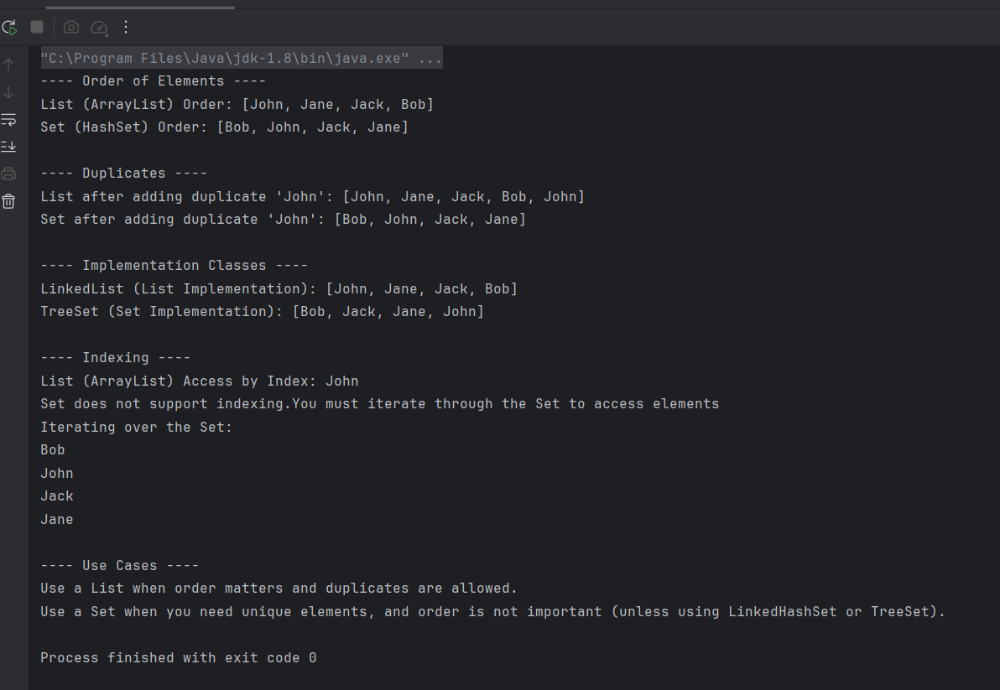 "C:\Program Files\Java\jdk-1.8\bin\java.exe" ...
---- Order of Elements ----
List (ArrayList) Order: [John, Jane, Jack, Bob]
Set (HashSet) Order: [Bob, John, Jack, Jane]
---- Duplicates ----
List after adding duplicate 'John': [John, Jane, Jack, Bob, John]
Set after adding duplicate 'John': [Bob, John, Jack, Jane]
---- Implementation Classes ----
LinkedList (List Implementation): [John, Jane, Jack, Bob]
TreeSet (Set Implementation): [Bob, Jack, Jane, John]
---- Indexing ----
List (ArrayList) Access by Index: John
Set does not support indexing.You must iterate through the Set to access elements
Iterating over the Set:
Bob
John
Jack
Jane
---- Use Cases ----
Use a List when order matters and duplicates are allowed.
Use a Set when you need unique elements, and order is not important (unless using LinkedHashSet or TreeSet).
Process finished with exit code 0